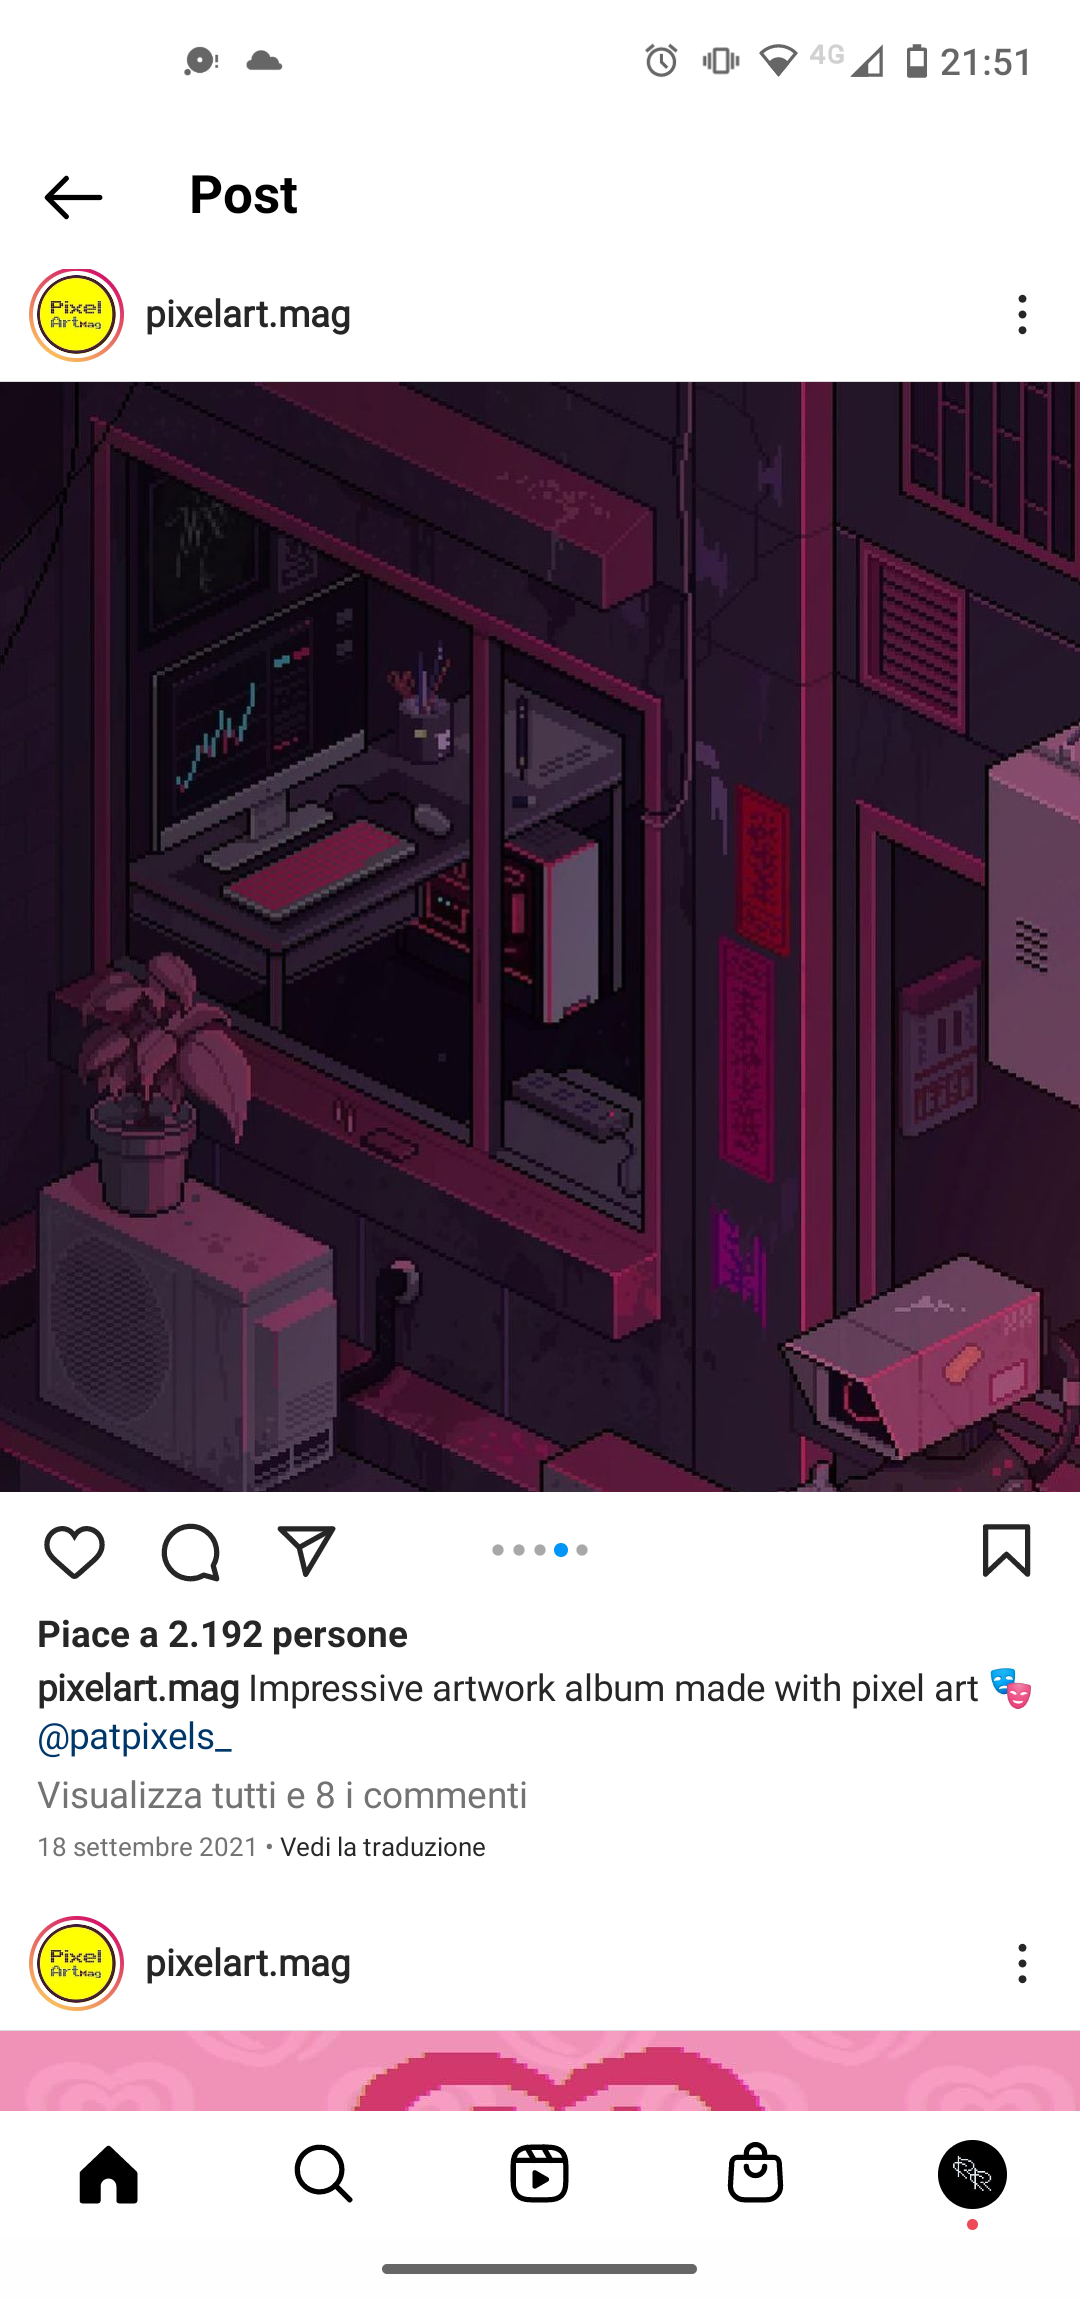 4G 21:51
Post
Pixel
ArtMag
pixelart.mag
Piace a 2.192 persone
pixelart.mag Impressive artwork album made with pixel art
@patpixels_
Visualizza tutti e 8 i commenti
18 settembre 2021 • Vedi la traduzione
Pixel
ArtMag
pixelart.mag